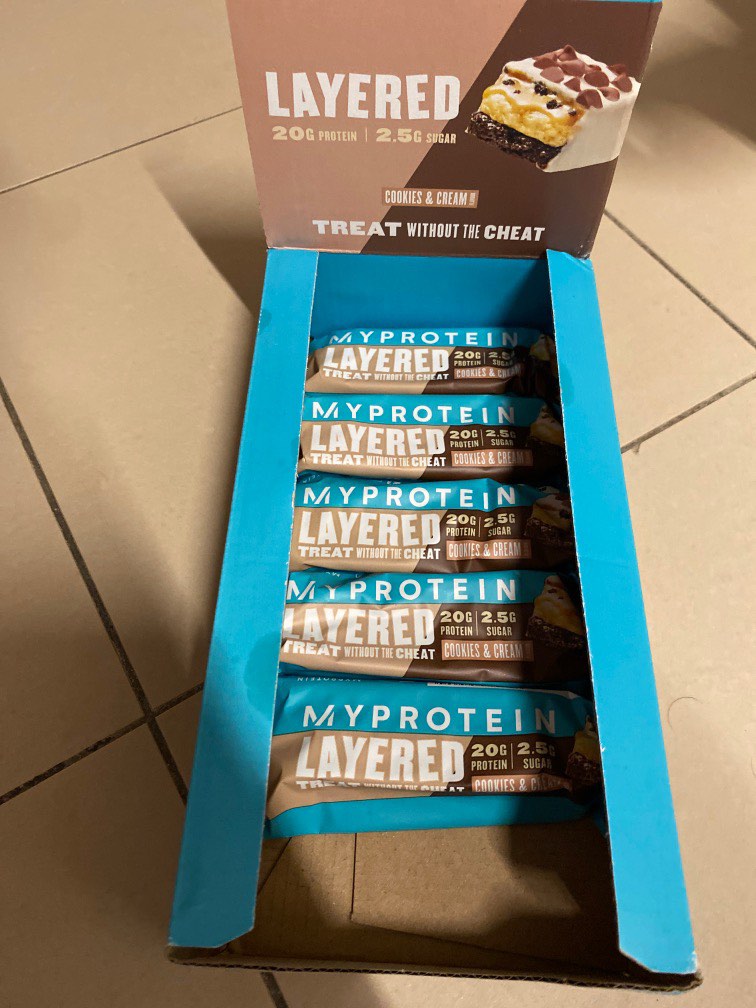 LAYERED
20G PROTEIN | 2.5G SUGAR
COOKIES & CREAM
TREAT WITHOUT THE CHEAT
MYPROTEIN
LAYERED
20G PROTEIN | 2.5 SUGAR
TREAT WITHOUT THE CHEAT
COOKIES & CREAM
MYPROTEIN
LAYERED
20G PROTEIN | 2.5G SUGAR
TREAT WITHOUT THE CHEAT
COOKIES & CREAM
MYPROTEIN
LAYERED
20G PROTEIN | 2.5G SUGAR
TREAT WITHOUT THE CHEAT
COOKIES & CREAM
MYPROTEIN
LAYERED
20G PROTEIN | 2.5G SUGAR
TREAT WITHOUT THE CHEAT
COOKIES & CREAM
MYPROTEIN
MYPROTEIN
LAYERED
20G PROTEIN | 2.5G SUGAR
TREAT WITHOUT THE CHEAT
COOKIES &